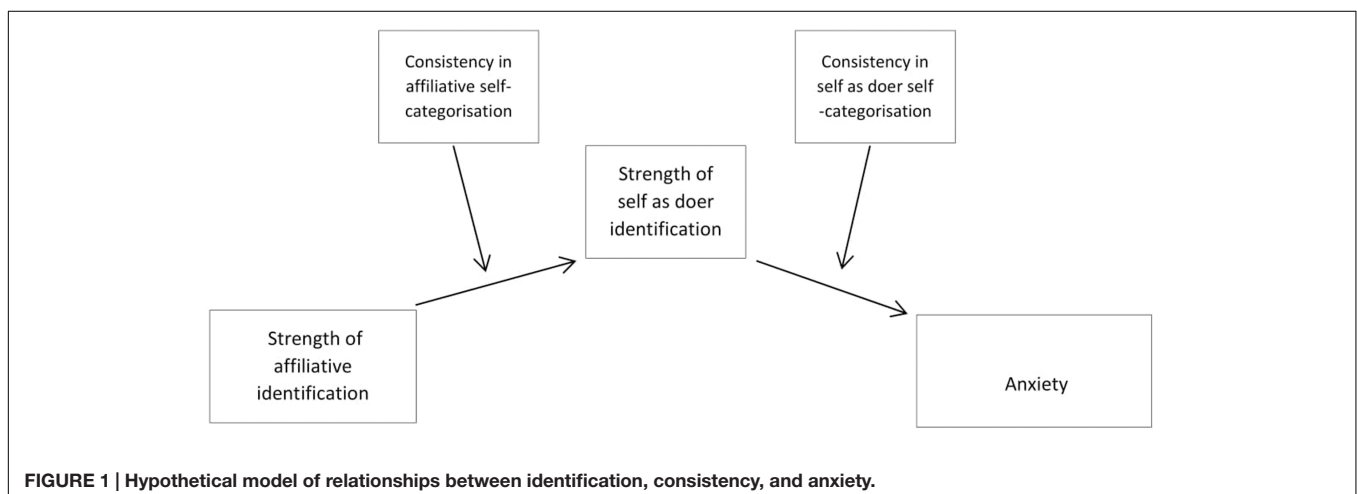 Consistency in
affiliative self-
categorisation
Consistency in
self as doer self
-categorisation
Strength of
self as doer
identification
Strength of
affiliative
identification
Anxiety
FIGURE 1 | Hypothetical model of relationships between identification, consistency, and anxiety.